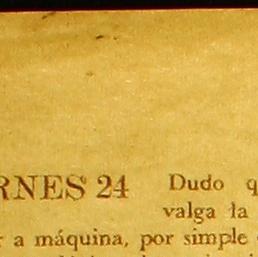 RNES 24 Dudo q
valga la
r a máquina, por simple